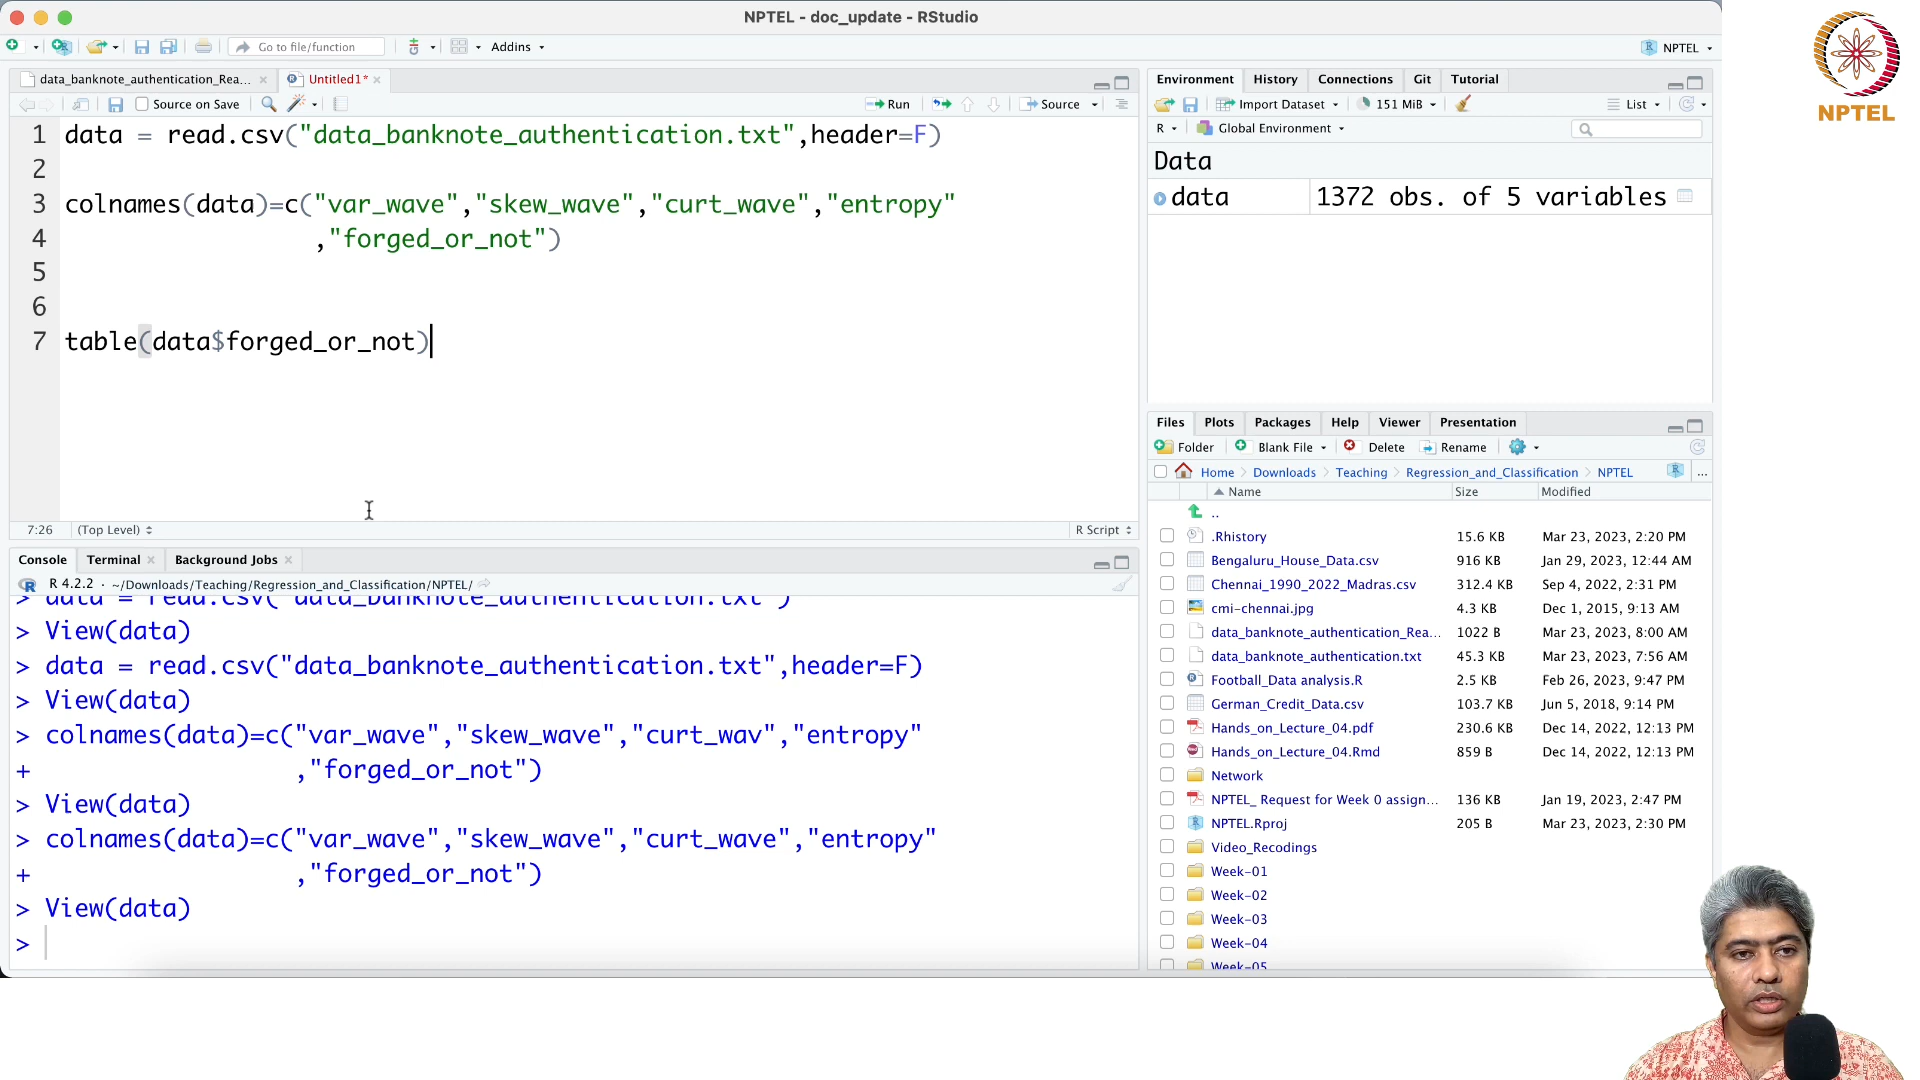 NPTEL - doc_update - RStudio
Go to file/function
Addins
NPTEL
data_banknote_authentication_Rea...
Untitled1*
Source on Save
Run
Source
1 data = read.csv("data_banknote_authentication.txt",header=F)
2
3 colnames(data)=c("var_wave","skew_wave","curt_wave","entropy"
4 ,"forged_or_not")
5
6
7 table(data$forged_or_not)
7:26 (Top Level) R Script
Console Terminal Background Jobs
R 4.2.2 · ~/Downloads/Teaching/Regression_and_Classification/NPTEL/
> data = read.csv("data_banknote_authentication.txt")
> View(data)
> data = read.csv("data_banknote_authentication.txt",header=F)
> View(data)
> colnames(data)=c("var_wave","skew_wave","curt_wav","entropy"
+ ,"forged_or_not")
> View(data)
> colnames(data)=c("var_wave","skew_wave","curt_wave","entropy"
+ ,"forged_or_not")
> View(data)
>
Environment History Connections Git Tutorial
Import Dataset 151 MiB List
R Global Environment
Data
data 1372 obs. of 5 variables
Files Plots Packages Help Viewer Presentation
Folder Blank File Delete Rename
Home Downloads Teaching Regression_and_Classification NPTEL ...
Name Size Modified
..
.Rhistory 15.6 KB Mar 23, 2023, 2:20 PM
Bengaluru_House_Data.csv 916 KB Jan 29, 2023, 12:44 AM
Chennai_1990_2022_Madras.csv 312.4 KB Sep 4, 2022, 2:31 PM
cmi-chennai.jpg 4.3 KB Dec 1, 2015, 9:13 AM
data_banknote_authentication_Rea... 1022 B Mar 23, 2023, 8:00 AM
data_banknote_authentication.txt 45.3 KB Mar 23, 2023, 7:56 AM
Football_Data analysis.R 2.5 KB Feb 26, 2023, 9:47 PM
German_Credit_Data.csv 103.7 KB Jun 5, 2018, 9:14 PM
Hands_on_Lecture_04.pdf 230.6 KB Dec 14, 2022, 12:13 PM
Hands_on_Lecture_04.Rmd 859 B Dec 14, 2022, 12:13 PM
Network
NPTEL_ Request for Week 0 assign... 136 KB Jan 19, 2023, 2:47 PM
NPTEL.Rproj 205 B Mar 23, 2023, 2:30 PM
Video_Recodings
Week-01
Week-02
Week-03
Week-04
Week-05
NPTEL